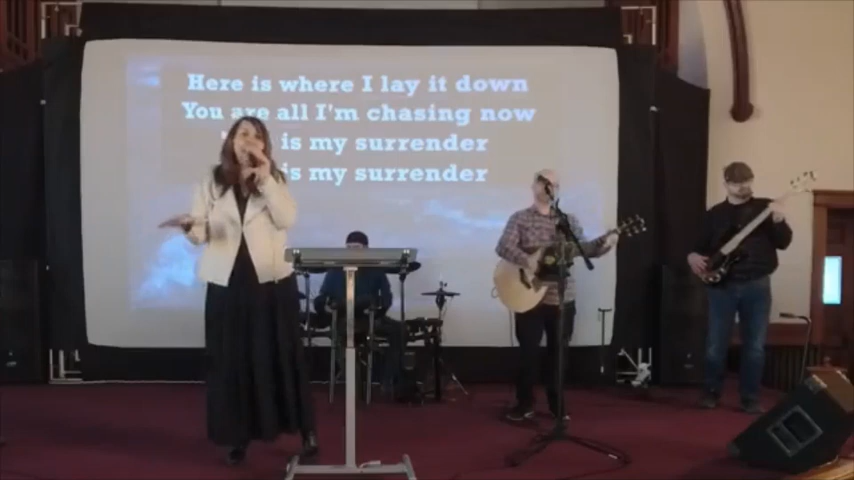 Here is where I lay it down
You are all I'm chasing now
is my surrender
is my surrender